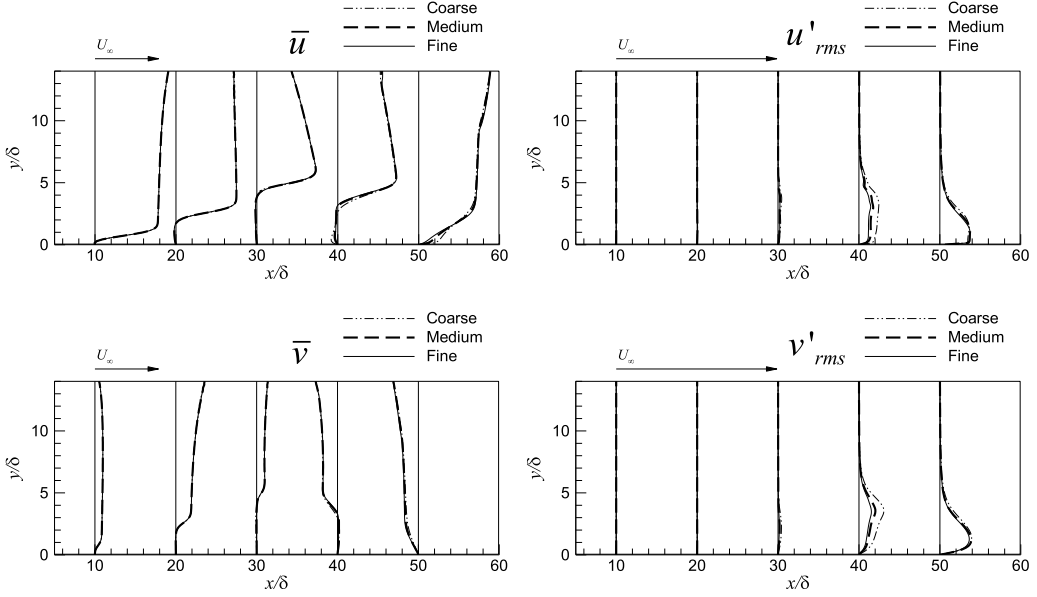 Coarse
Medium
Fine
U∞
u̅
10
5
0
y/δ
10 20 30 40 50 60
x/δ
Coarse
Medium
Fine
U∞
u'rms
10
5
0
y/δ
10 20 30 40 50 60
x/δ
Coarse
Medium
Fine
U∞
v̅
10
5
0
y/δ
10 20 30 40 50 60
x/δ
Coarse
Medium
Fine
U∞
v'rms
10
5
0
y/δ
10 20 30 40 50 60
x/δ